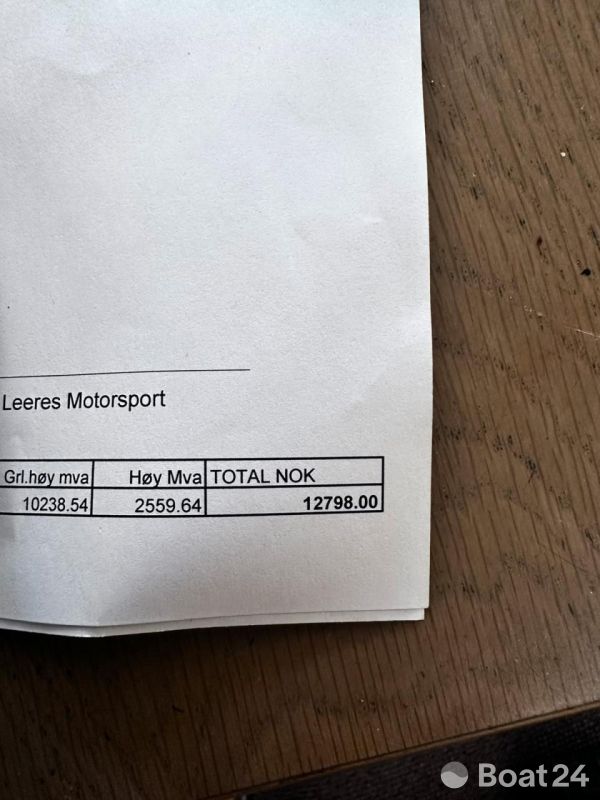 Leeres Motorsport
Grl.høy mva Høy Mva TOTAL NOK
10238.54 2559.64 12798.00
Boat24